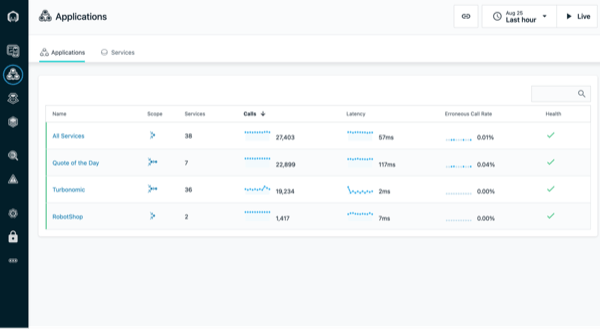 Applications
Aug 25
Last hour
Live
Applications Services
Name Scope Services Calls Latency Erroneous Call Rate Health
All Services 38 27,403 57ms 0.01%
Quote of the Day 7 22,899 117ms 0.04%
Turbonomic 36 19,234 2ms 0.00%
RobotShop 2 1,417 7ms 0.00%